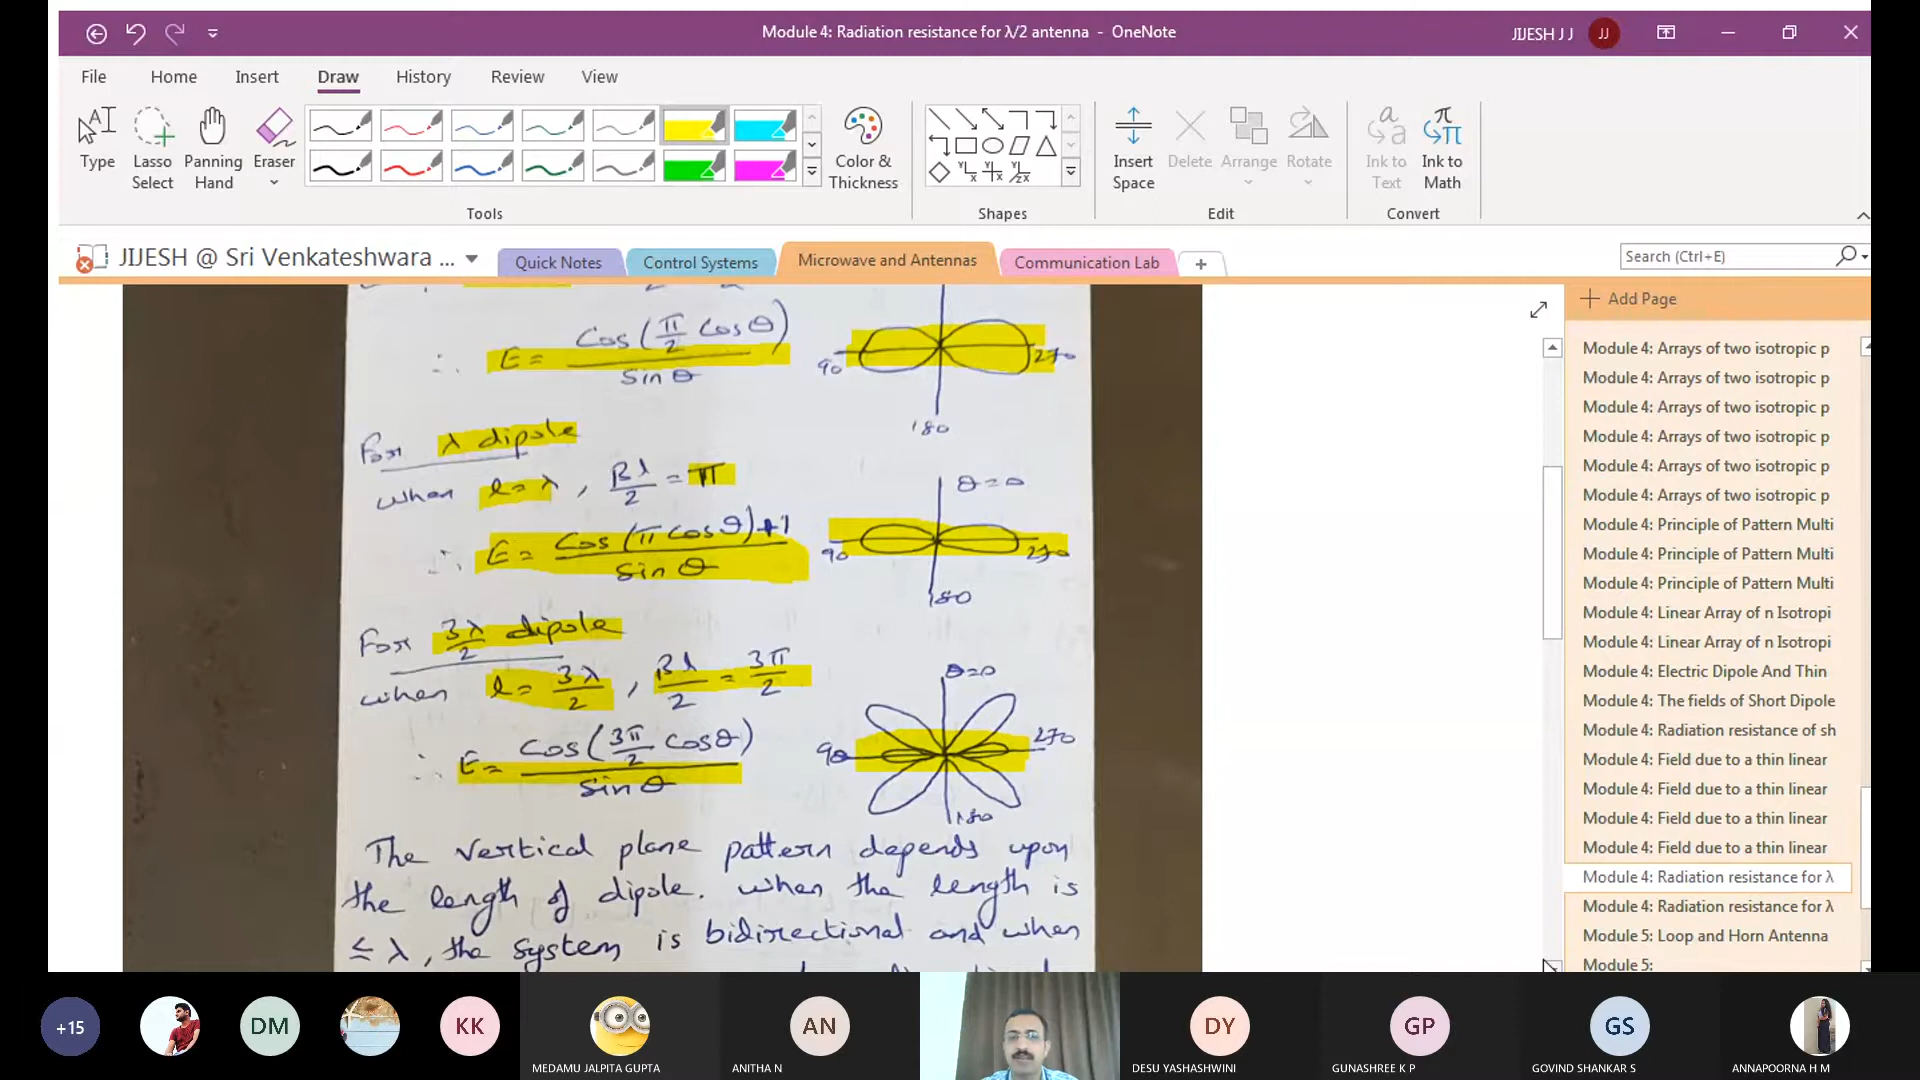 Module 4: Radiation resistance for λ/2 antenna - OneNote
JIJESH J J
JJ
File Home Insert Draw History Review View
Type
Lasso Select
Panning Hand
Eraser
Color & Thickness
Insert Space
Delete
Arrange
Rotate
Ink to Text
Ink to Math
Tools Shapes Edit Convert
JIJESH @ Sri Venkateshwara ...
Quick Notes
Control Systems
Microwave and Antennas
Communication Lab
Search (Ctrl+E)
Add Page
Module 4: Arrays of two isotropic p
Module 4: Arrays of two isotropic p
Module 4: Arrays of two isotropic p
Module 4: Arrays of two isotropic p
Module 4: Arrays of two isotropic p
Module 4: Arrays of two isotropic p
Module 4: Principle of Pattern Multi
Module 4: Principle of Pattern Multi
Module 4: Principle of Pattern Multi
Module 4: Linear Array of n Isotropi
Module 4: Linear Array of n Isotropi
Module 4: Electric Dipole And Thin
Module 4: The fields of Short Dipole
Module 4: Radiation resistance of sh
Module 4: Field due to a thin linear
Module 4: Field due to a thin linear
Module 4: Field due to a thin linear
Module 4: Field due to a thin linear
Module 4: Radiation resistance for λ
Module 4: Radiation resistance for λ
Module 5: Loop and Horn Antenna
Module 5:
∴ E = Cos(π/2 Cosθ) / Sinθ
90 270
180
For λ dipole
when l = λ, βl/2 = π
θ=0
∴ E = Cos(π cosθ)+1 / Sinθ
90 270
180
For 3λ/2 dipole
when l = 3λ/2, βl/2 = 3π/2
θ=0
∴ E = Cos(3π/2 cosθ) / Sinθ
90 270
180
The vertical plane pattern depends upon
the length of dipole. when the length is
≤ λ, the system is bidirectional and when
+15
DM
KK
AN
DY
GP
GS
MEDAMU JALPITA GUPTA
ANITHA N
DESU YASHASHWINI
GUNASHREE K P
GOVIND SHANKAR S
ANNAPOORNA H M